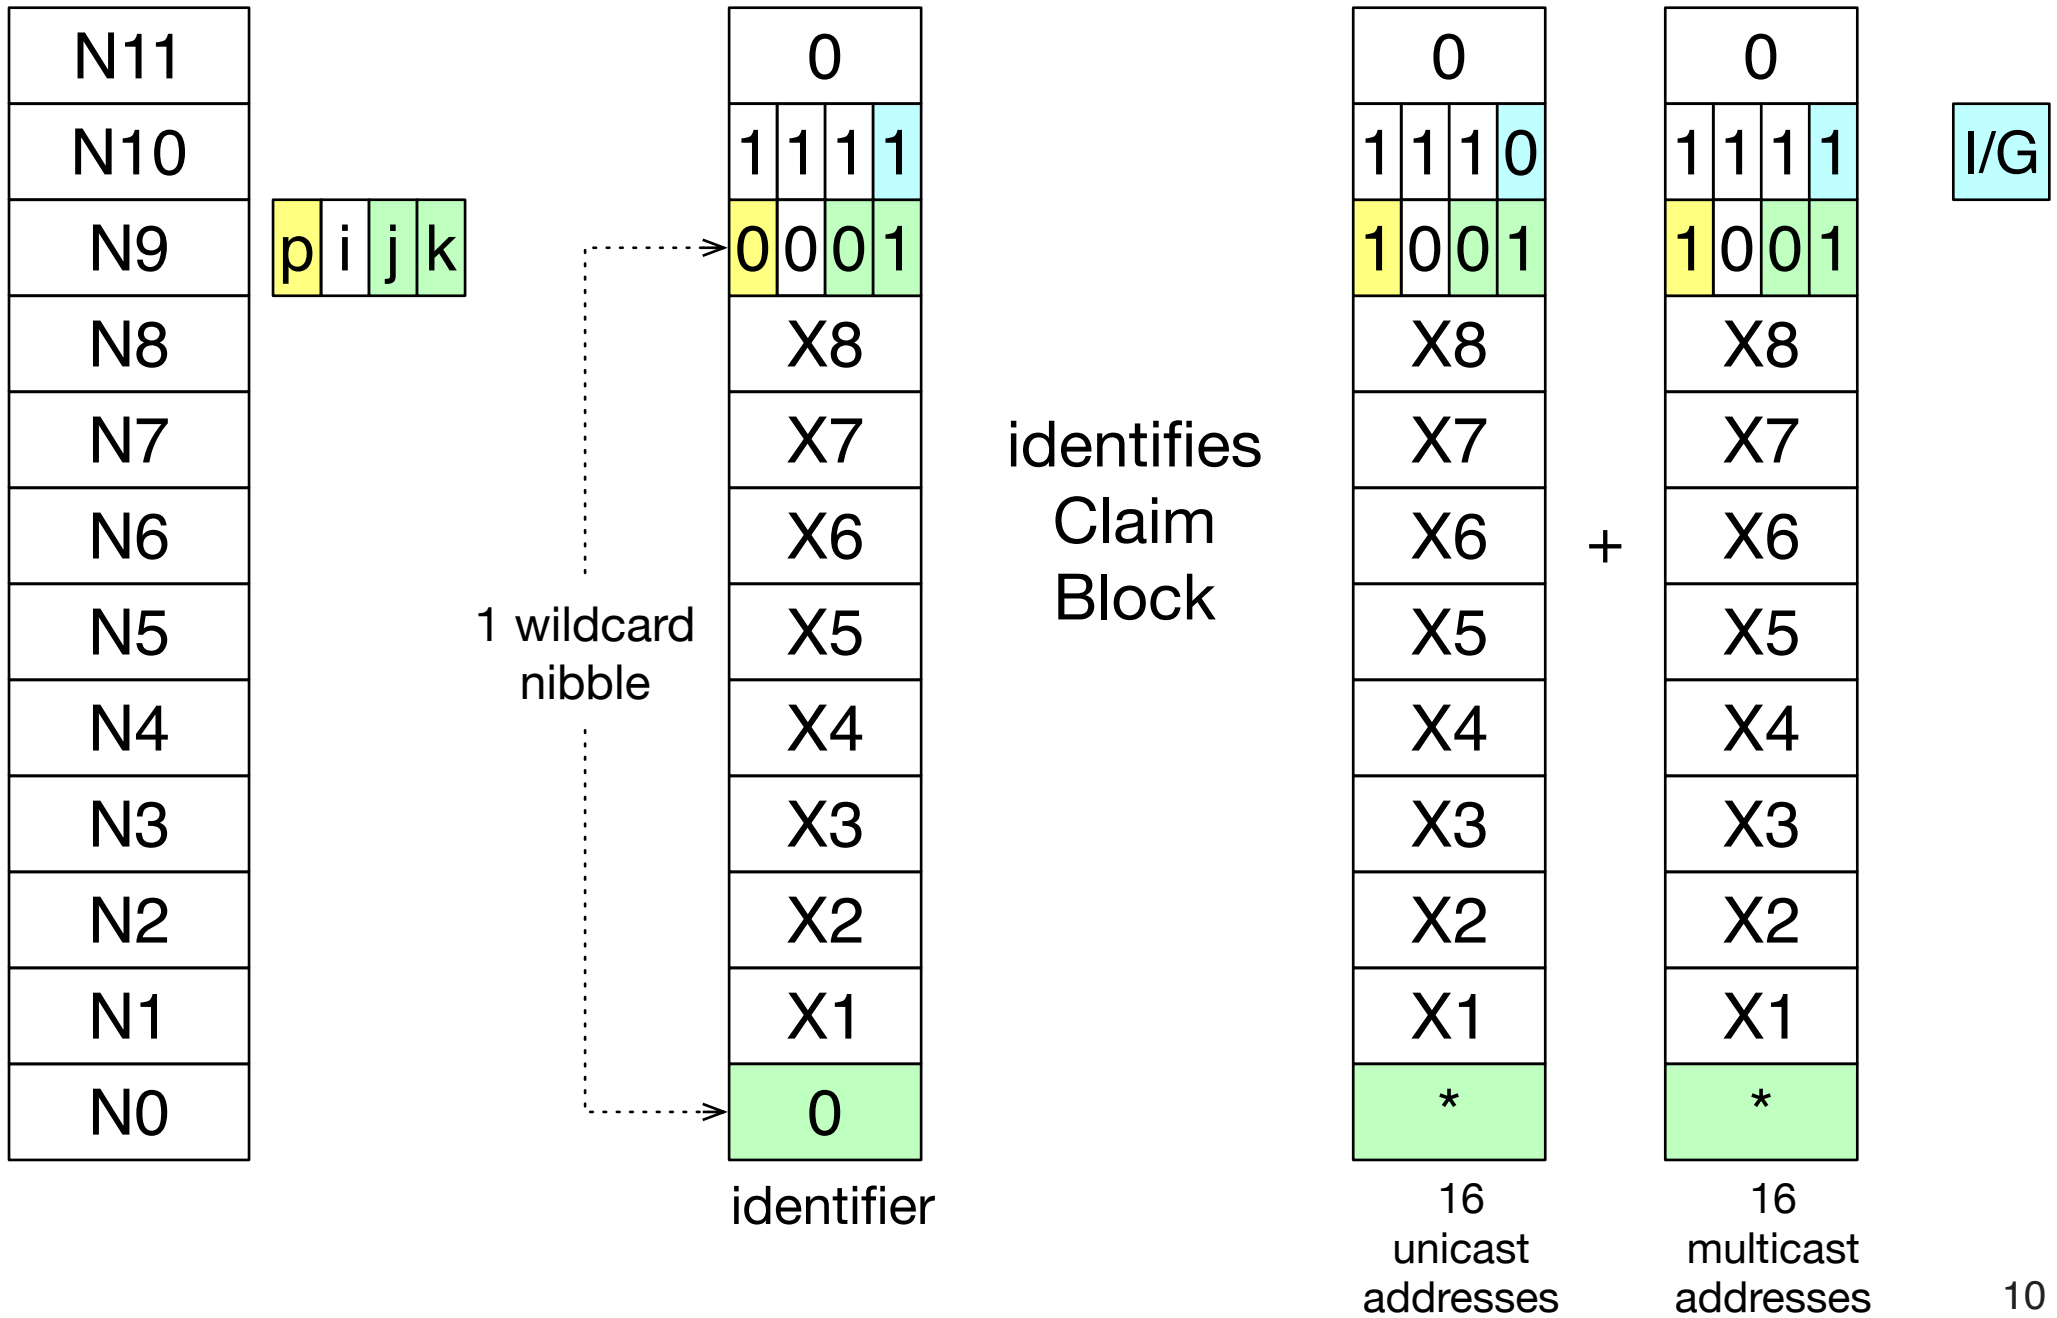 N11 0 0 0
N10 1 1 1 1 1 1 1 0 1 1 1 1 I/G
N9 p i j k 0 0 0 1 1 0 0 1 1 0 0 1
N8 X8 X8 X8
N7 X7 X7 X7
identifies
N6 X6 X6 + X6
Claim
N5 X5 X5 X5
Block
1 wildcard
nibble
N4 X4 X4 X4
N3 X3 X3 X3
N2 X2 X2 X2
N1 X1 X1 X1
N0 0 * *
identifier
16
unicast
addresses
16
multicast
addresses
10